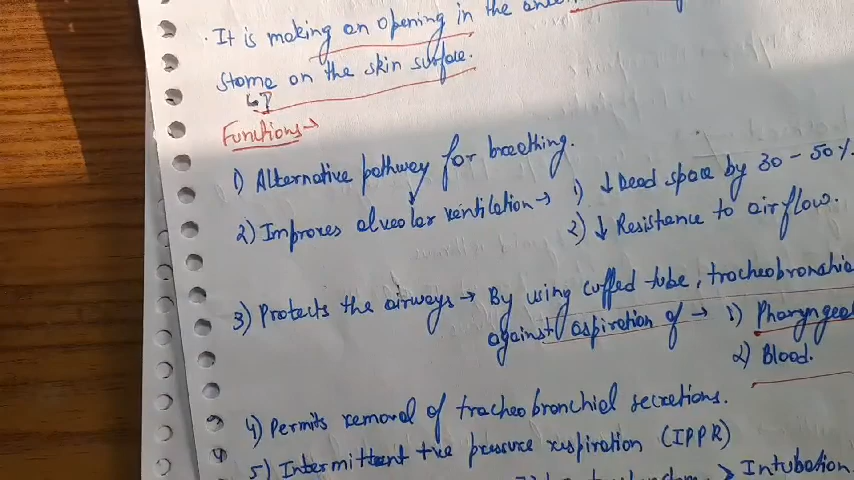 . It is making an opening in the
stoma on the skin surface.
Functions→
1) Alternative pathway for breathing.
2) Improves alveolar ventilation→ 1) ↓ Dead space by 30 - 50%.
2) ↓ Resistance to airflow.
3) Protects the airways → By using cuffed tube, tracheobronchia
against aspiration of → 1) Pharyngeal
2) Blood.
4) Permits removal of tracheobronchial secretions.
5) Intermittent +ve pressure respiration (IPPR)
> Intubation